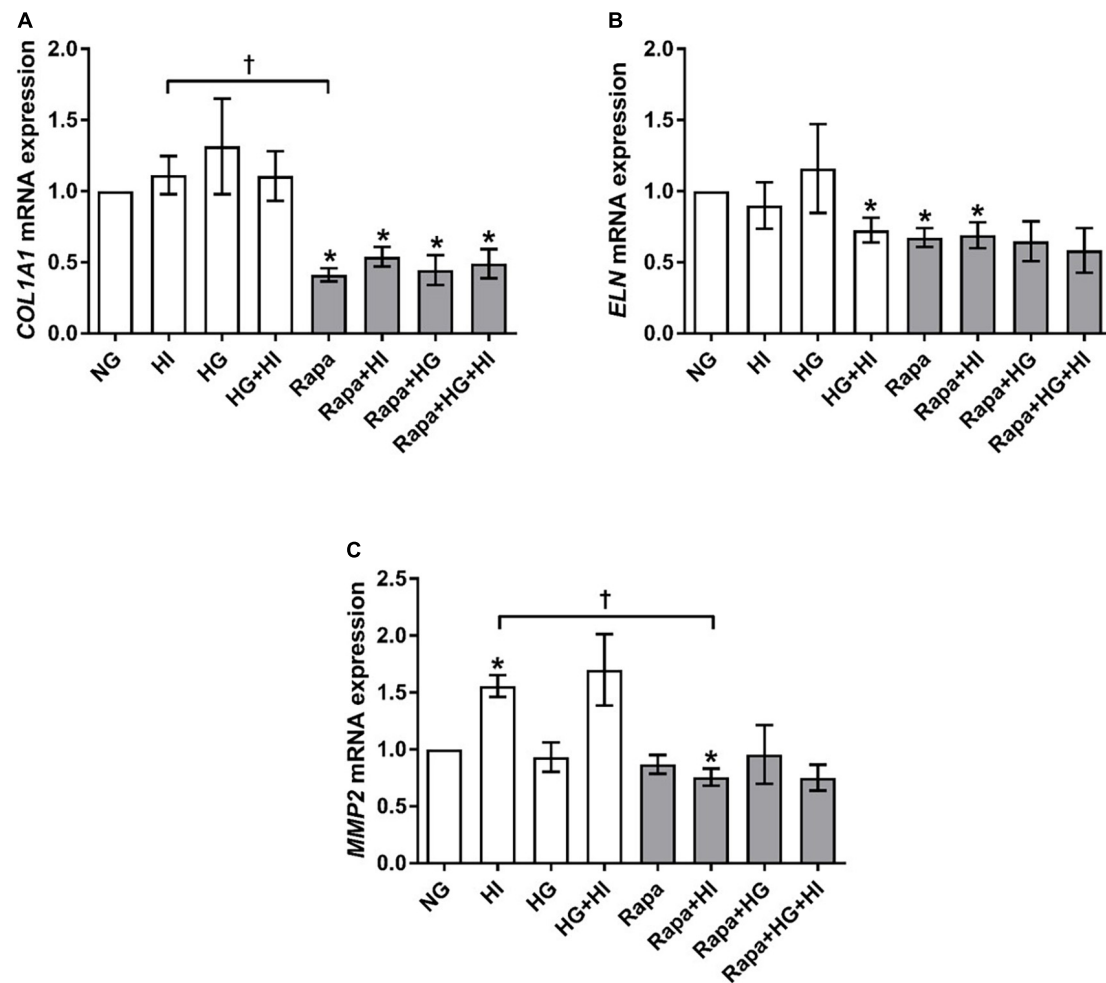 A
COL1A1 mRNA expression
2.0
1.5
1.0
0.5
0.0
†
*
*
*
*
NG
HI
HG
HG+HI
Rapa
Rapa+HI
Rapa+HG
Rapa+HG+HI
B
ELN mRNA expression
2.0
1.5
1.0
0.5
0.0
*
*
*
NG
HI
HG
HG+HI
Rapa
Rapa+HI
Rapa+HG
Rapa+HG+HI
C
MMP2 mRNA expression
2.5
2.0
1.5
1.0
0.5
0.0
†
*
*
NG
HI
HG
HG+HI
Rapa
Rapa+HI
Rapa+HG
Rapa+HG+HI